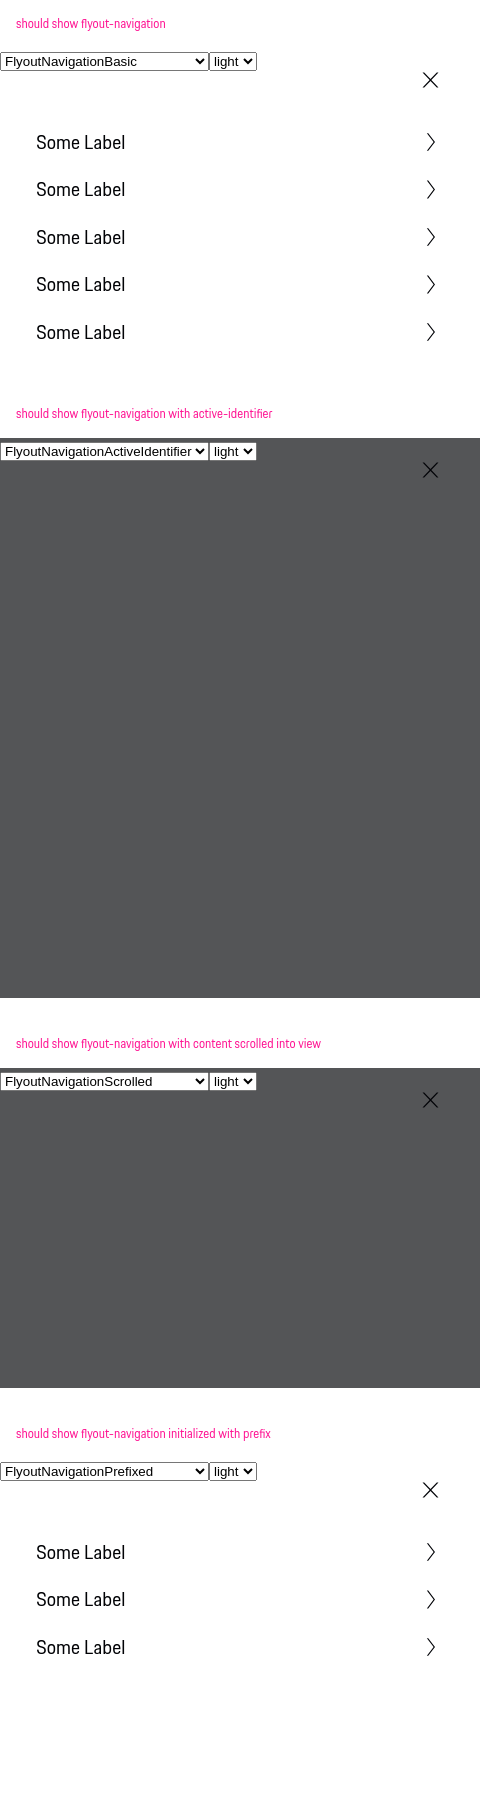 should show flyout-navigation
FlyoutNavigationBasic light
Some Label
Some Label
Some Label
Some Label
Some Label
should show flyout-navigation with active-identifier
FlyoutNavigationActiveIdentifier light
should show flyout-navigation with content scrolled into view
FlyoutNavigationScrolled light
should show flyout-navigation initialized with prefix
FlyoutNavigationPrefixed light
Some Label
Some Label
Some Label